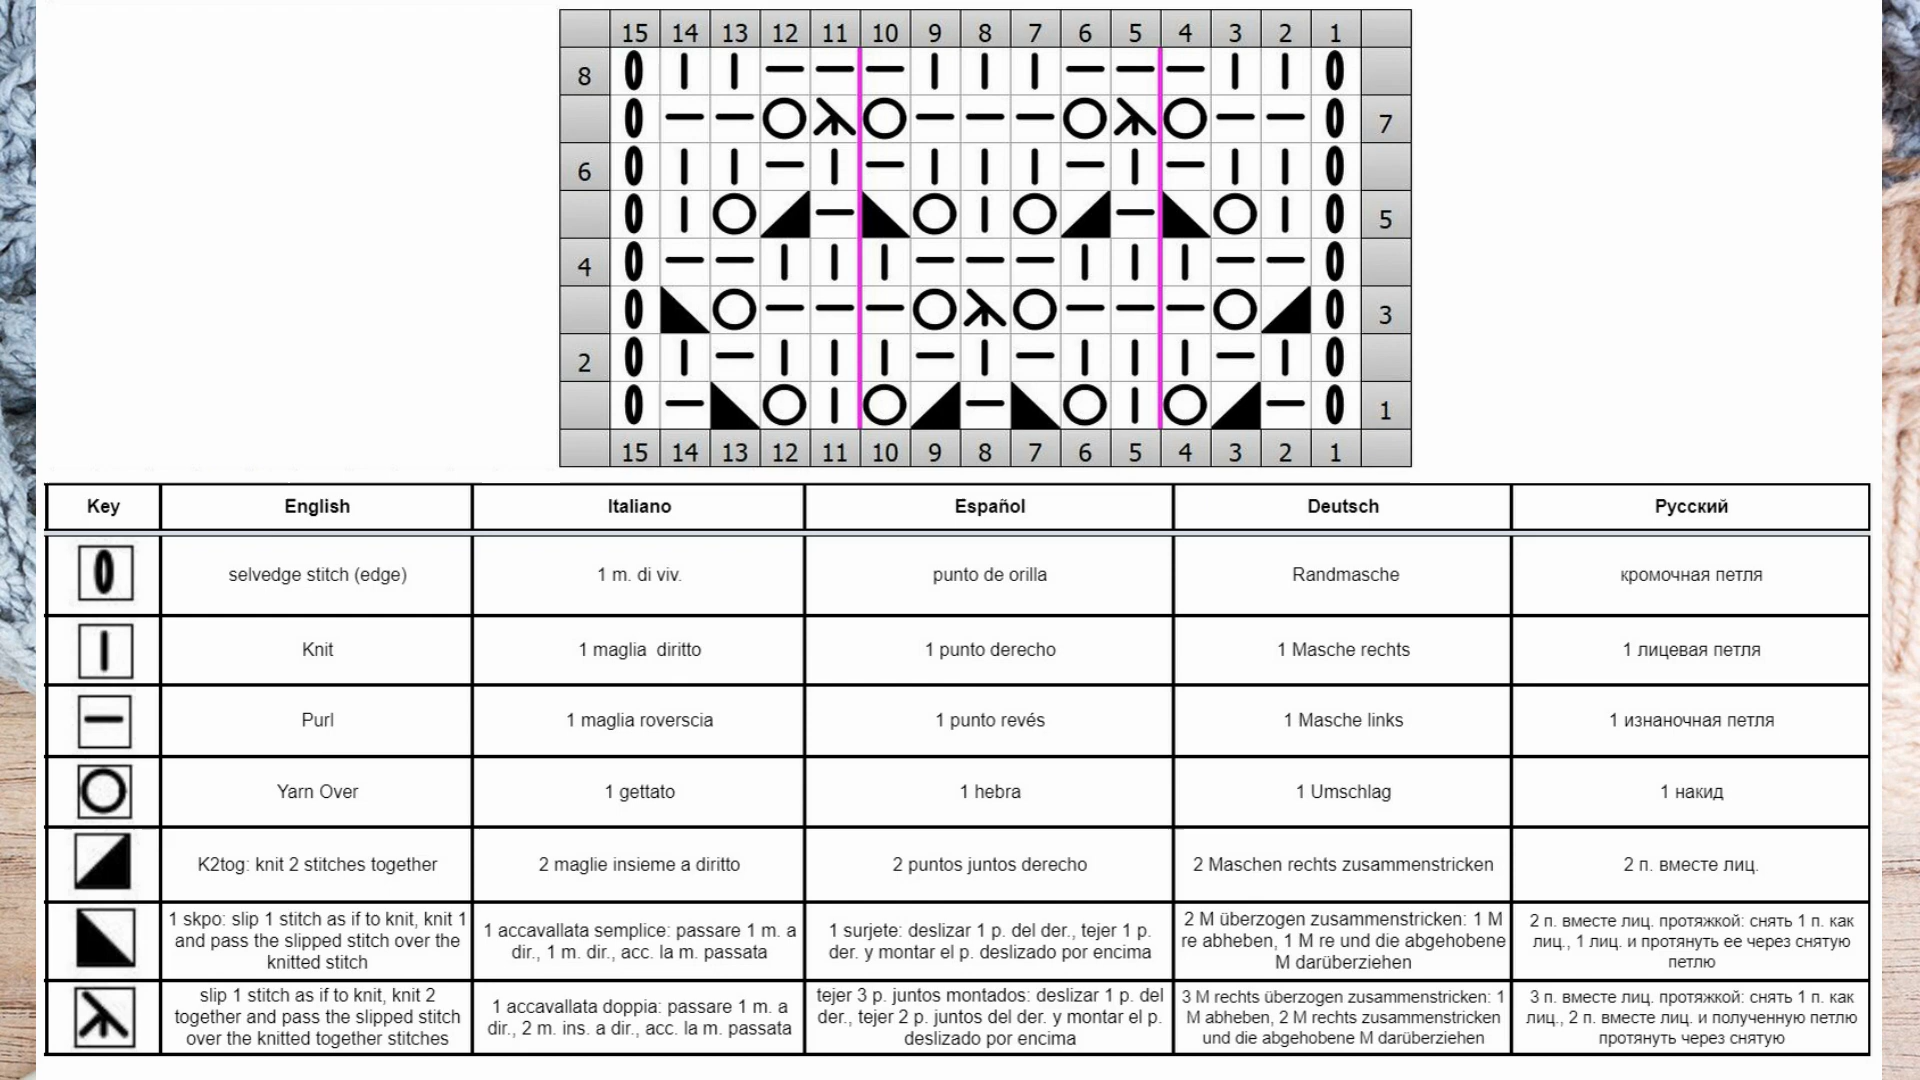 15 14 13 12 11 10 9 8 7 6 5 4 3 2 1
8
7
6
5
4
3
2
1
15 14 13 12 11 10 9 8 7 6 5 4 3 2 1
Key English Italiano Español Deutsch Русский
selvedge stitch (edge) 1 m. di viv. punto de orilla Randmasche кромочная петля
Knit 1 maglia diritto 1 punto derecho 1 Masche rechts 1 лицевая петля
Purl 1 maglia roverscia 1 punto revés 1 Masche links 1 изнаночная петля
Yarn Over 1 gettato 1 hebra 1 Umschlag 1 накид
K2tog: knit 2 stitches together 2 maglie insieme a diritto 2 puntos juntos derecho 2 Maschen rechts zusammenstricken 2 п. вместе лиц.
1 skpo: slip 1 stitch as if to knit, knit 1
and pass the slipped stitch over the
knitted stitch
1 accavallata semplice: passare 1 m. a
dir., 1 m. dir., acc. la m. passata
1 surjete: deslizar 1 p. del der., tejer 1 p.
der. y montar el p. deslizado por encima
2 M überzogen zusammenstricken: 1 M
re abheben, 1 M re und die abgehobene
M darüberziehen
2 п. вместе лиц. протяжкой: снять 1 п. как
лиц., 1 лиц. и протянуть ее через снятую
петлю
slip 1 stitch as if to knit, knit 2
together and pass the slipped stitch
over the knitted together stitches
1 accavallata doppia: passare 1 m. a
dir., 2 m. ins. a dir., acc. la m. passata
tejer 3 p. juntos montados: deslizar 1 p. del
der., tejer 2 p. juntos del der. y montar el p.
deslizado por encima
3 M rechts überzogen zusammenstricken: 1
M abheben, 2 M rechts zusammenstricken
und die abgehobene M darüberziehen
3 п. вместе лиц. протяжкой: снять 1 п. как
лиц., 2 п. вместе лиц. и полученную петлю
протянуть через снятую